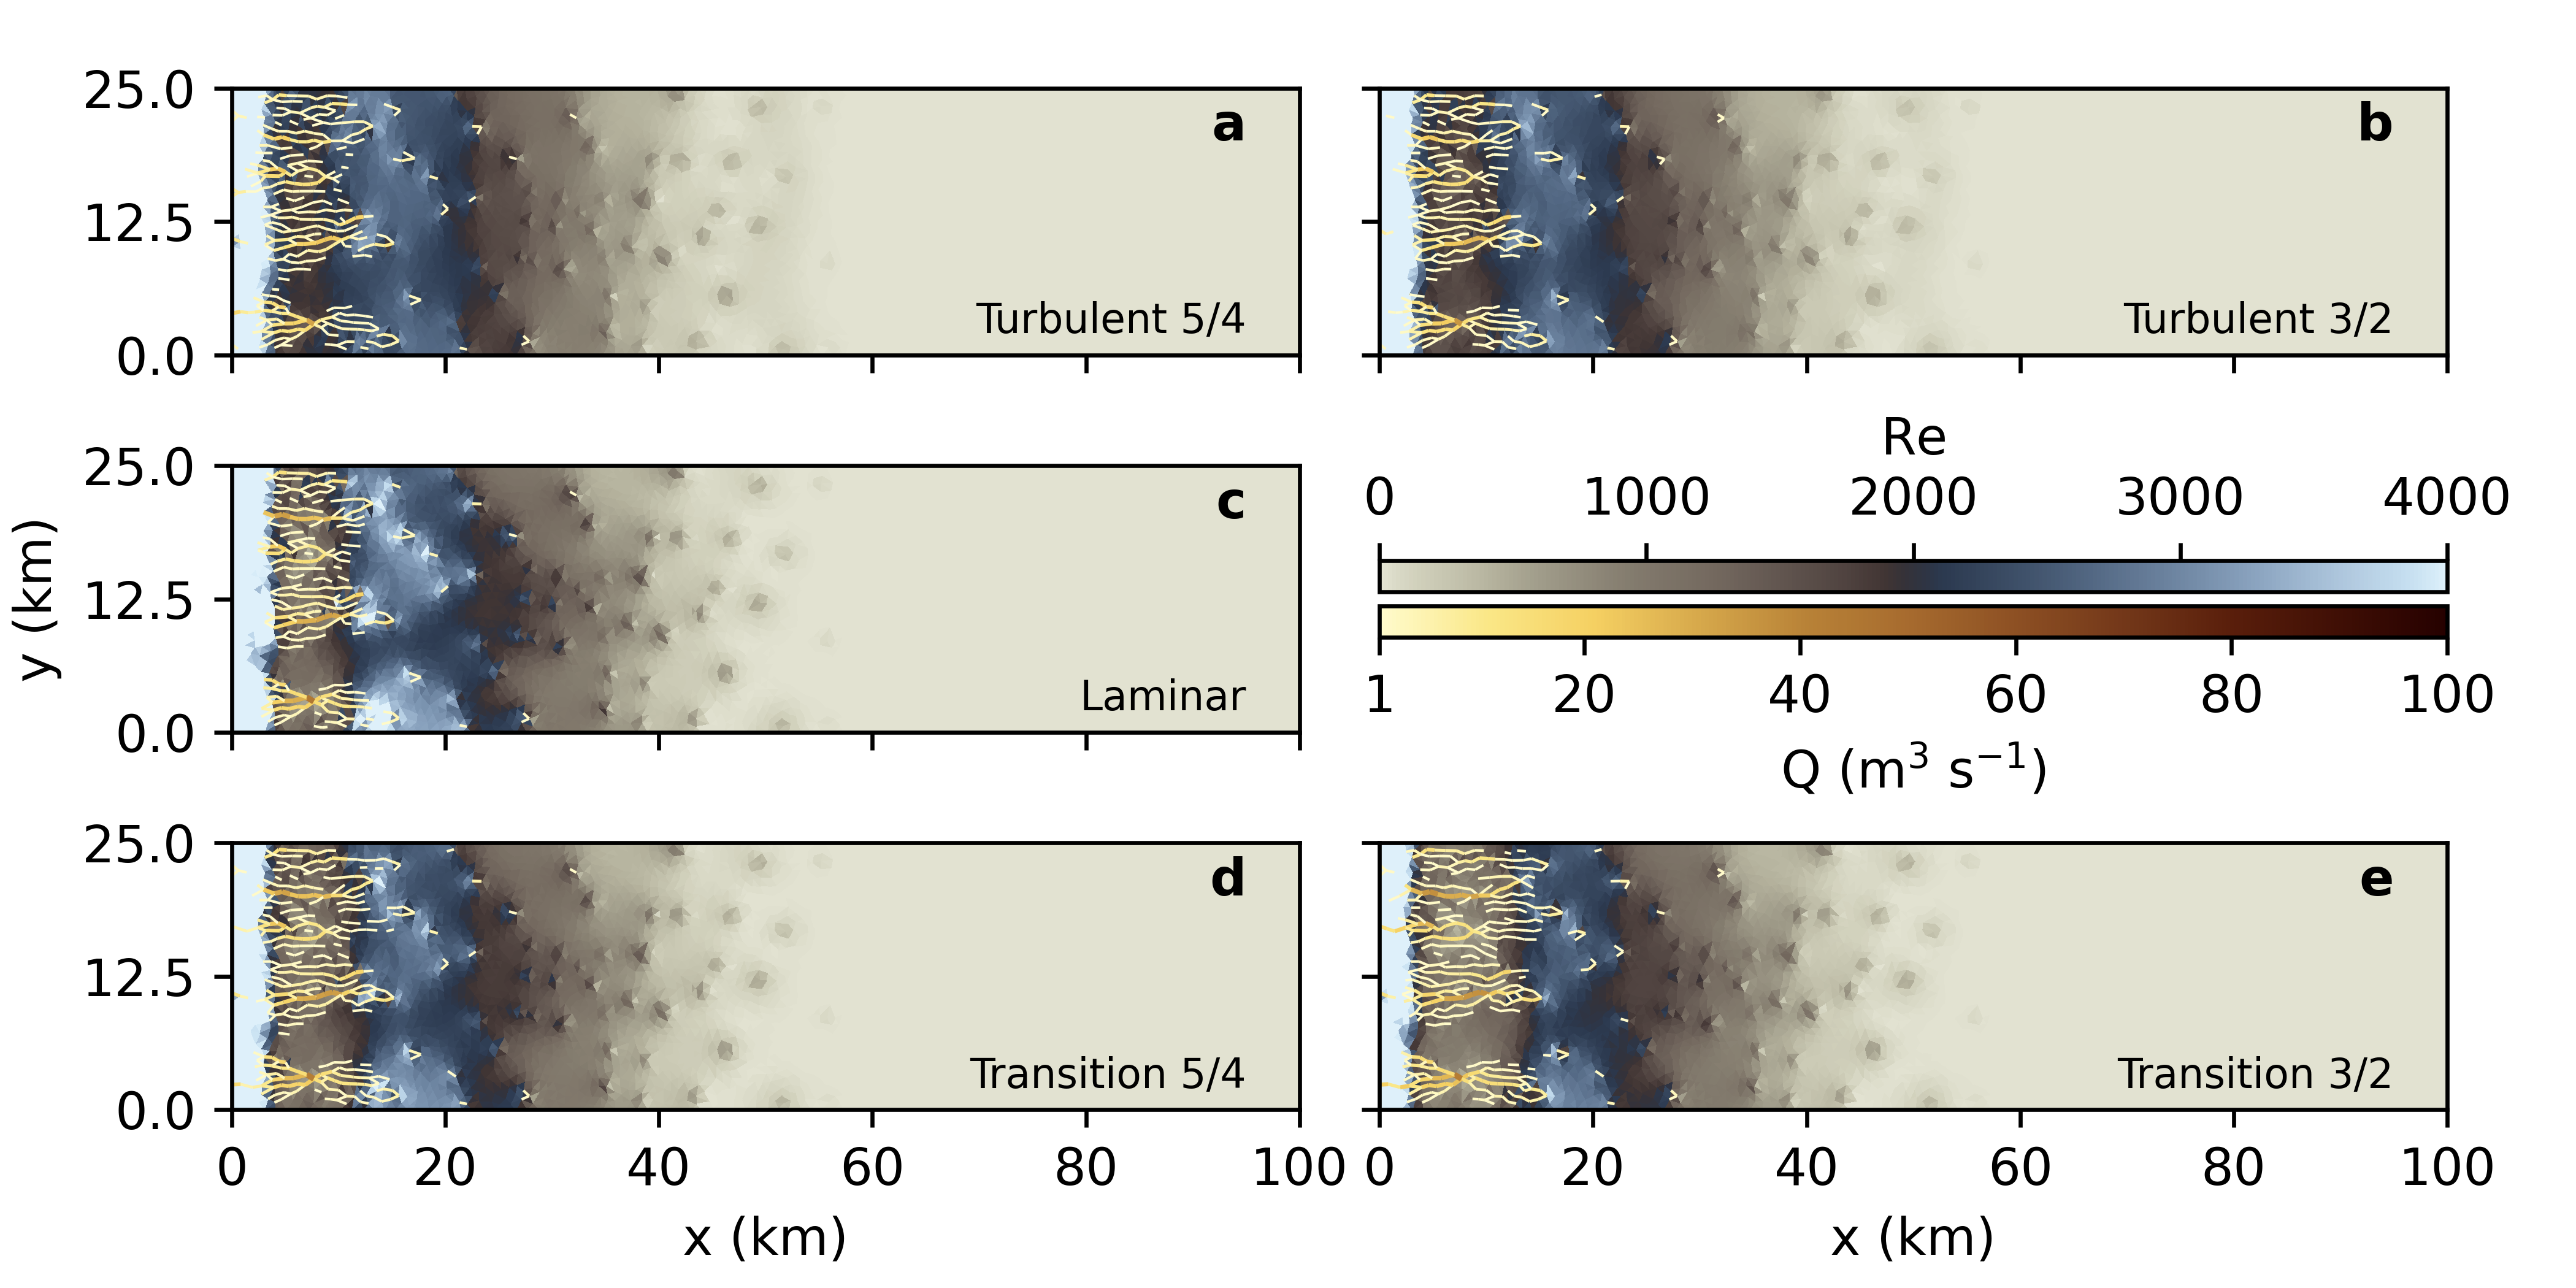 25.0
12.5
0.0
a
Turbulent 5/4
b
Turbulent 3/2
y (km)
25.0
12.5
0.0
c
Laminar
Re
0 1000 2000 3000 4000
1 20 40 60 80 100
Q (m³ s⁻¹)
25.0
12.5
0.0
d
Transition 5/4
e
Transition 3/2
0 20 40 60 80 100
0 20 40 60 80 100
x (km)
x (km)